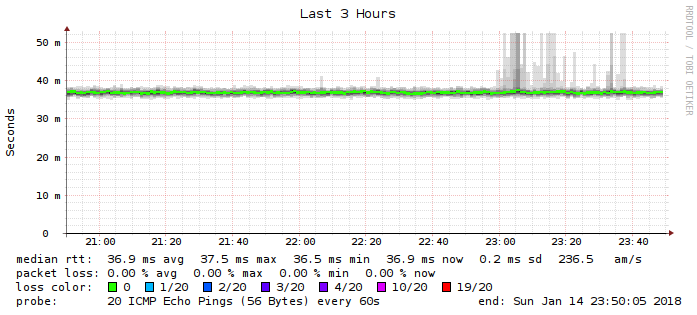 Last 3 Hours
RRDTOOL / TOBI OETIKER
Seconds
50 m
40 m
30 m
20 m
10 m
0
21:00 21:20 21:40 22:00 22:20 22:40 23:00 23:20 23:40
median rtt: 36.9 ms avg 37.5 ms max 36.5 ms min 36.9 ms now 0.2 ms sd 236.5 am/s
packet loss: 0.00 % avg 0.00 % max 0.00 % min 0.00 % now
loss color: 0 1/20 2/20 3/20 4/20 10/20 19/20
probe: 20 ICMP Echo Pings (56 Bytes) every 60s end: Sun Jan 14 23:50:05 2018